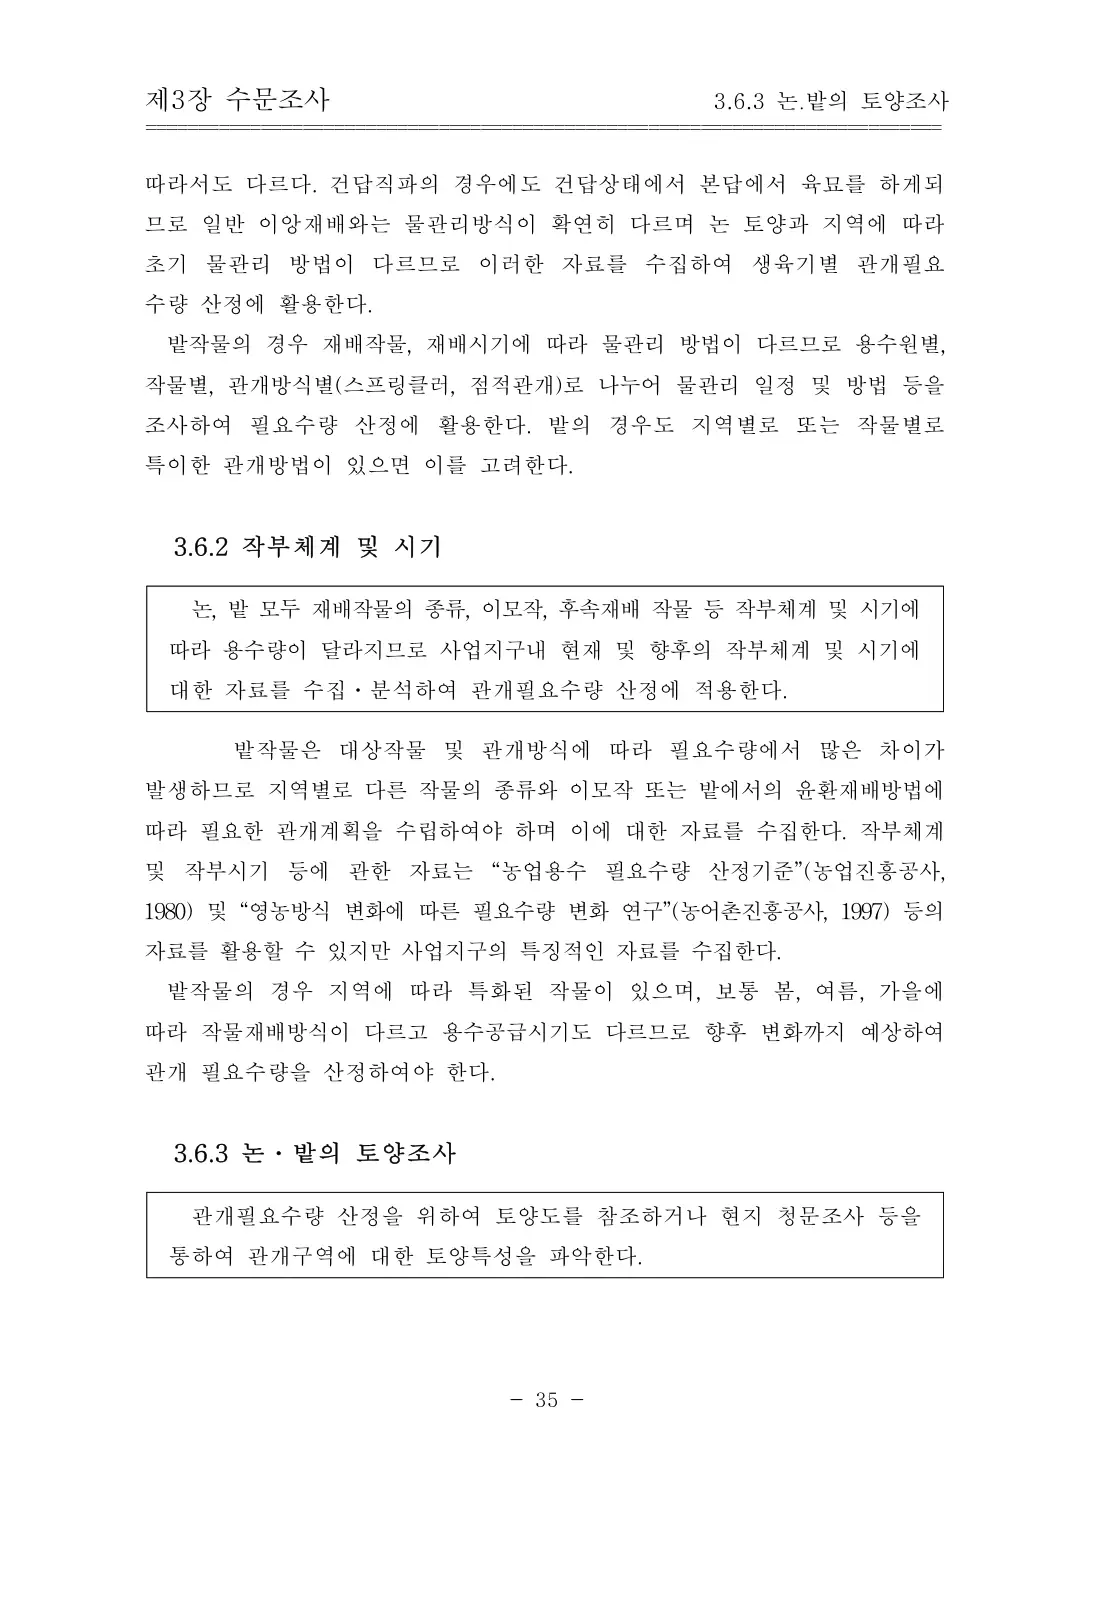 제3장 수문조사 3.6.3 논.밭의 토양조사
따라서도 다르다. 건답직파의 경우에도 건답상태에서 본답에서 육묘를 하게되
므로 일반 이앙재배와는 물관리방식이 확연히 다르며 논 토양과 지역에 따라
초기 물관리 방법이 다르므로 이러한 자료를 수집하여 생육기별 관개필요
수량 산정에 활용한다.
밭작물의 경우 재배작물, 재배시기에 따라 물관리 방법이 다르므로 용수원별,
작물별, 관개방식별(스프링클러, 점적관개)로 나누어 물관리 일정 및 방법 등을
조사하여 필요수량 산정에 활용한다. 밭의 경우도 지역별로 또는 작물별로
특이한 관개방법이 있으면 이를 고려한다.
3.6.2 작부체계 및 시기
논, 밭 모두 재배작물의 종류, 이모작, 후속재배 작물 등 작부체계 및 시기에
따라 용수량이 달라지므로 사업지구내 현재 및 향후의 작부체계 및 시기에
대한 자료를 수집・분석하여 관개필요수량 산정에 적용한다.
밭작물은 대상작물 및 관개방식에 따라 필요수량에서 많은 차이가
발생하므로 지역별로 다른 작물의 종류와 이모작 또는 밭에서의 윤환재배방법에
따라 필요한 관개계획을 수립하여야 하며 이에 대한 자료를 수집한다. 작부체계
및 작부시기 등에 관한 자료는 “농업용수 필요수량 산정기준”(농업진흥공사,
1980) 및 “영농방식 변화에 따른 필요수량 변화 연구”(농어촌진흥공사, 1997) 등의
자료를 활용할 수 있지만 사업지구의 특징적인 자료를 수집한다.
밭작물의 경우 지역에 따라 특화된 작물이 있으며, 보통 봄, 여름, 가을에
따라 작물재배방식이 다르고 용수공급시기도 다르므로 향후 변화까지 예상하여
관개 필요수량을 산정하여야 한다.
3.6.3 논・밭의 토양조사
관개필요수량 산정을 위하여 토양도를 참조하거나 현지 청문조사 등을
통하여 관개구역에 대한 토양특성을 파악한다.
- 35 -